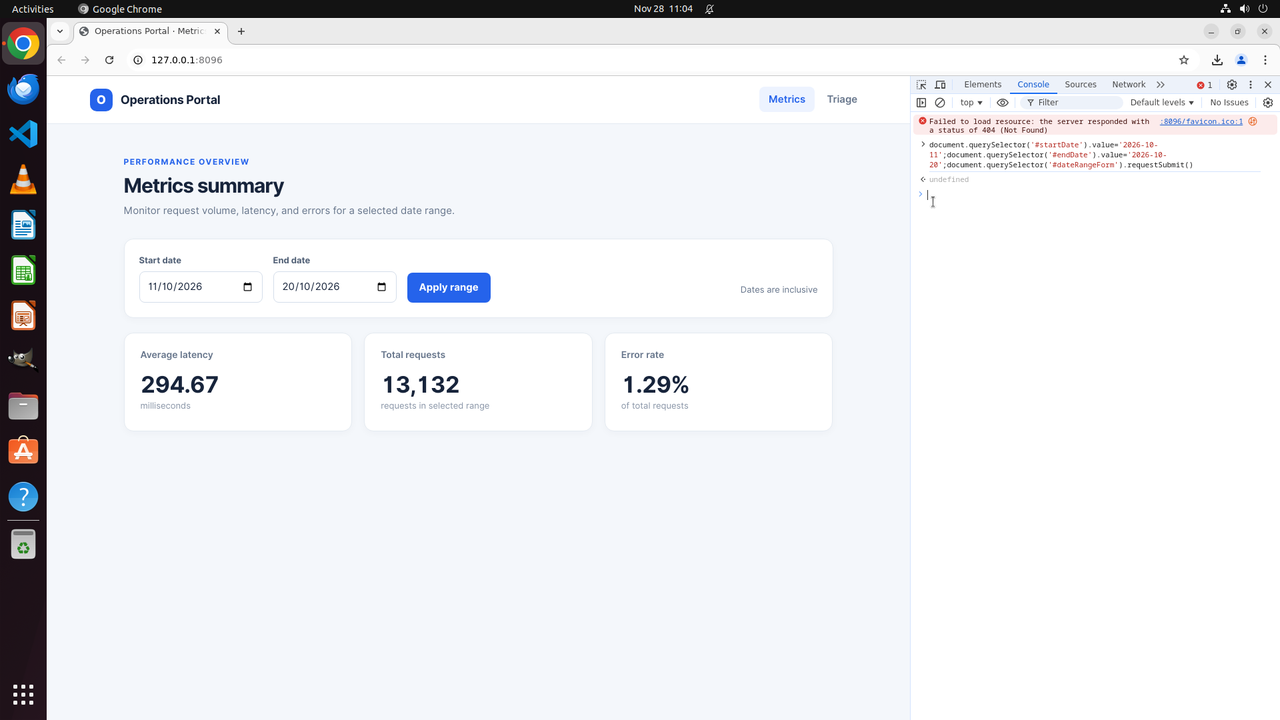 Activities
Google Chrome
Nov 28 11:04
Operations Portal · Metric
127.0.0.1:8096
O Operations Portal
Metrics
Triage
PERFORMANCE OVERVIEW
Metrics summary
Monitor request volume, latency, and errors for a selected date range.
Start date
End date
11/10/2026
20/10/2026
Apply range
Dates are inclusive
Average latency
294.67
milliseconds
Total requests
13,132
requests in selected range
Error rate
1.29%
of total requests
Elements
Console
Sources
Network
1
top
Filter
Default levels
No Issues
Failed to load resource: the server responded with :8096/favicon.ico:1
a status of 404 (Not Found)
document.querySelector('#startDate').value='2026-10-
11';document.querySelector('#endDate').value='2026-10-
20';document.querySelector('#dateRangeForm').requestSubmit()
undefined